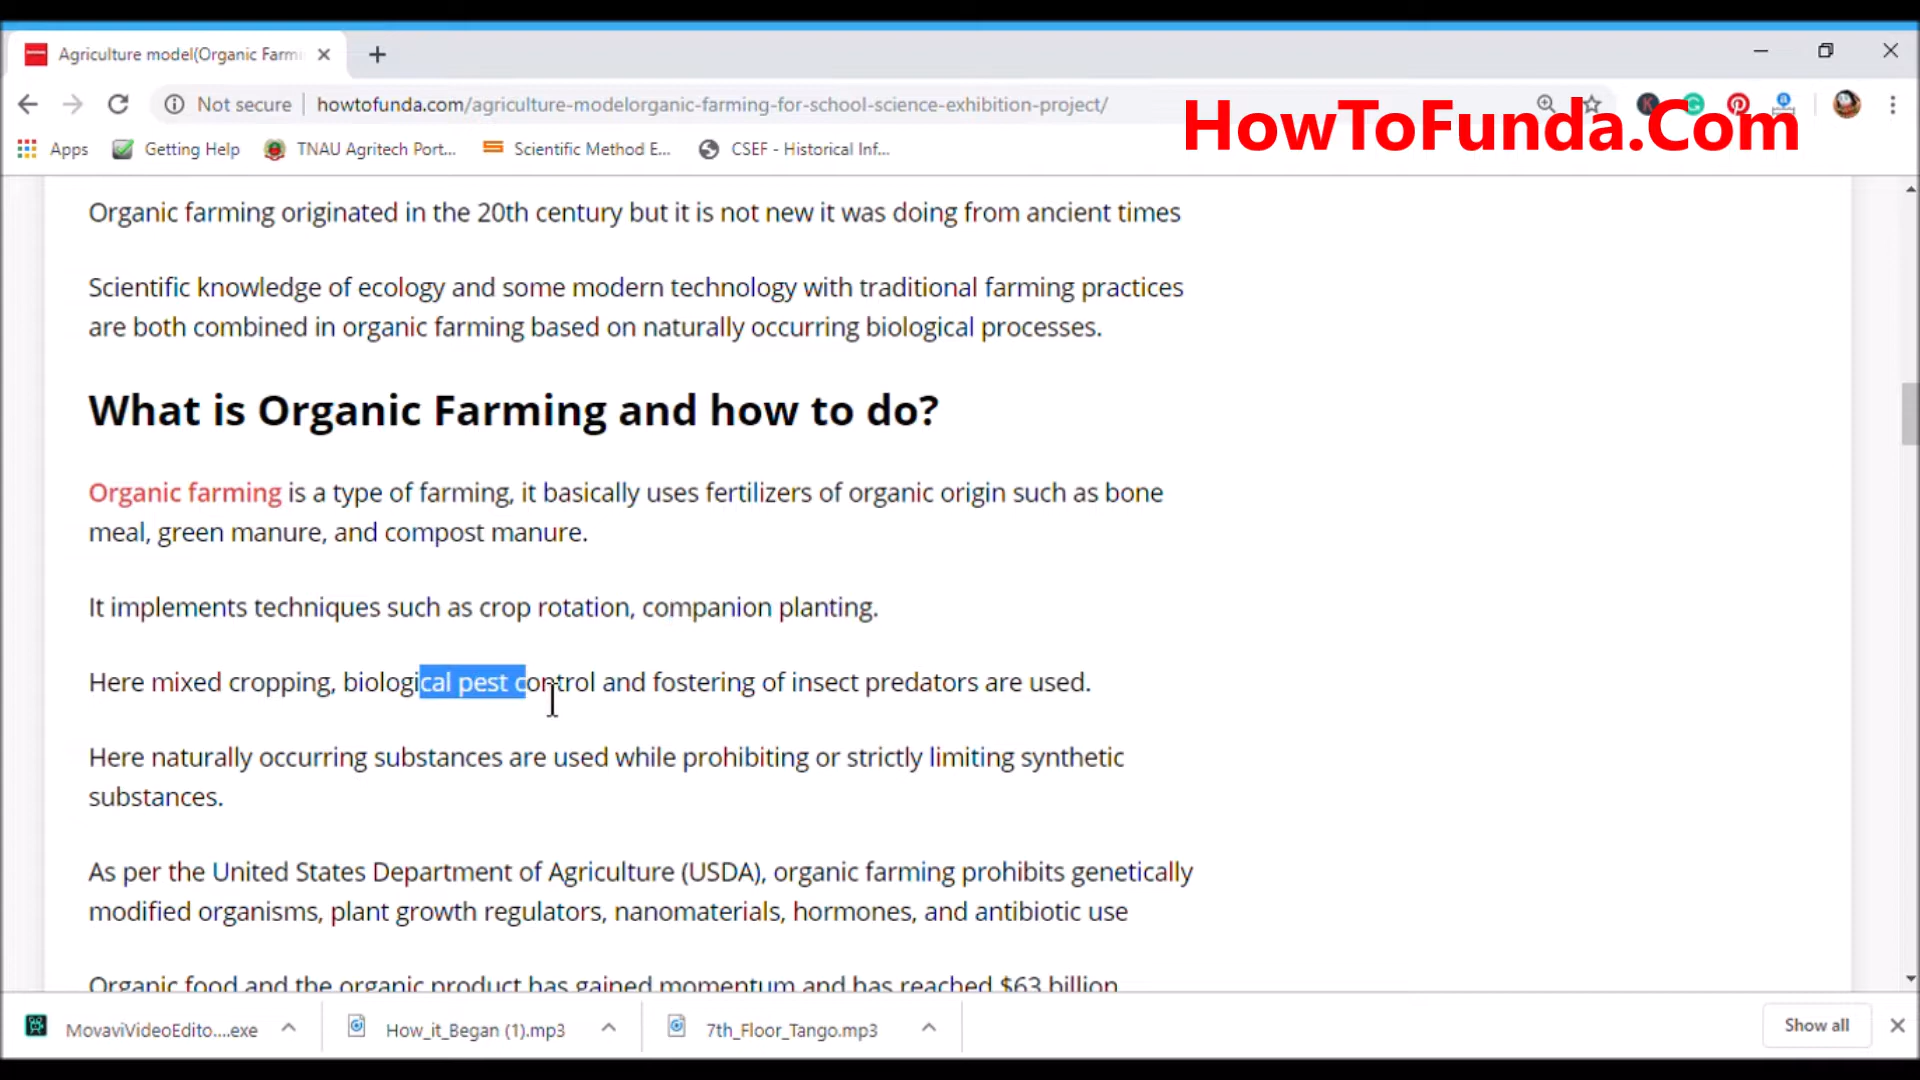 Agriculture model(Organic Farmi
Not secure howtofunda.com/agriculture-modelorganic-farming-for-school-science-exhibition-project/
HowToFunda.Com
Apps Getting Help TNAU Agritech Port... Scientific Method E... CSEF - Historical Inf...
Organic farming originated in the 20th century but it is not new it was doing from ancient times
Scientific knowledge of ecology and some modern technology with traditional farming practices
are both combined in organic farming based on naturally occurring biological processes.
What is Organic Farming and how to do?
Organic farming is a type of farming, it basically uses fertilizers of organic origin such as bone
meal, green manure, and compost manure.
It implements techniques such as crop rotation, companion planting.
Here mixed cropping, biological pest control and fostering of insect predators are used.
Here naturally occurring substances are used while prohibiting or strictly limiting synthetic
substances.
As per the United States Department of Agriculture (USDA), organic farming prohibits genetically
modified organisms, plant growth regulators, nanomaterials, hormones, and antibiotic use
Organic food and the organic product has gained momentum and has reached $63 billion
MovaviVideoEdito....exe How_it_Began (1).mp3 7th_Floor_Tango.mp3 Show all